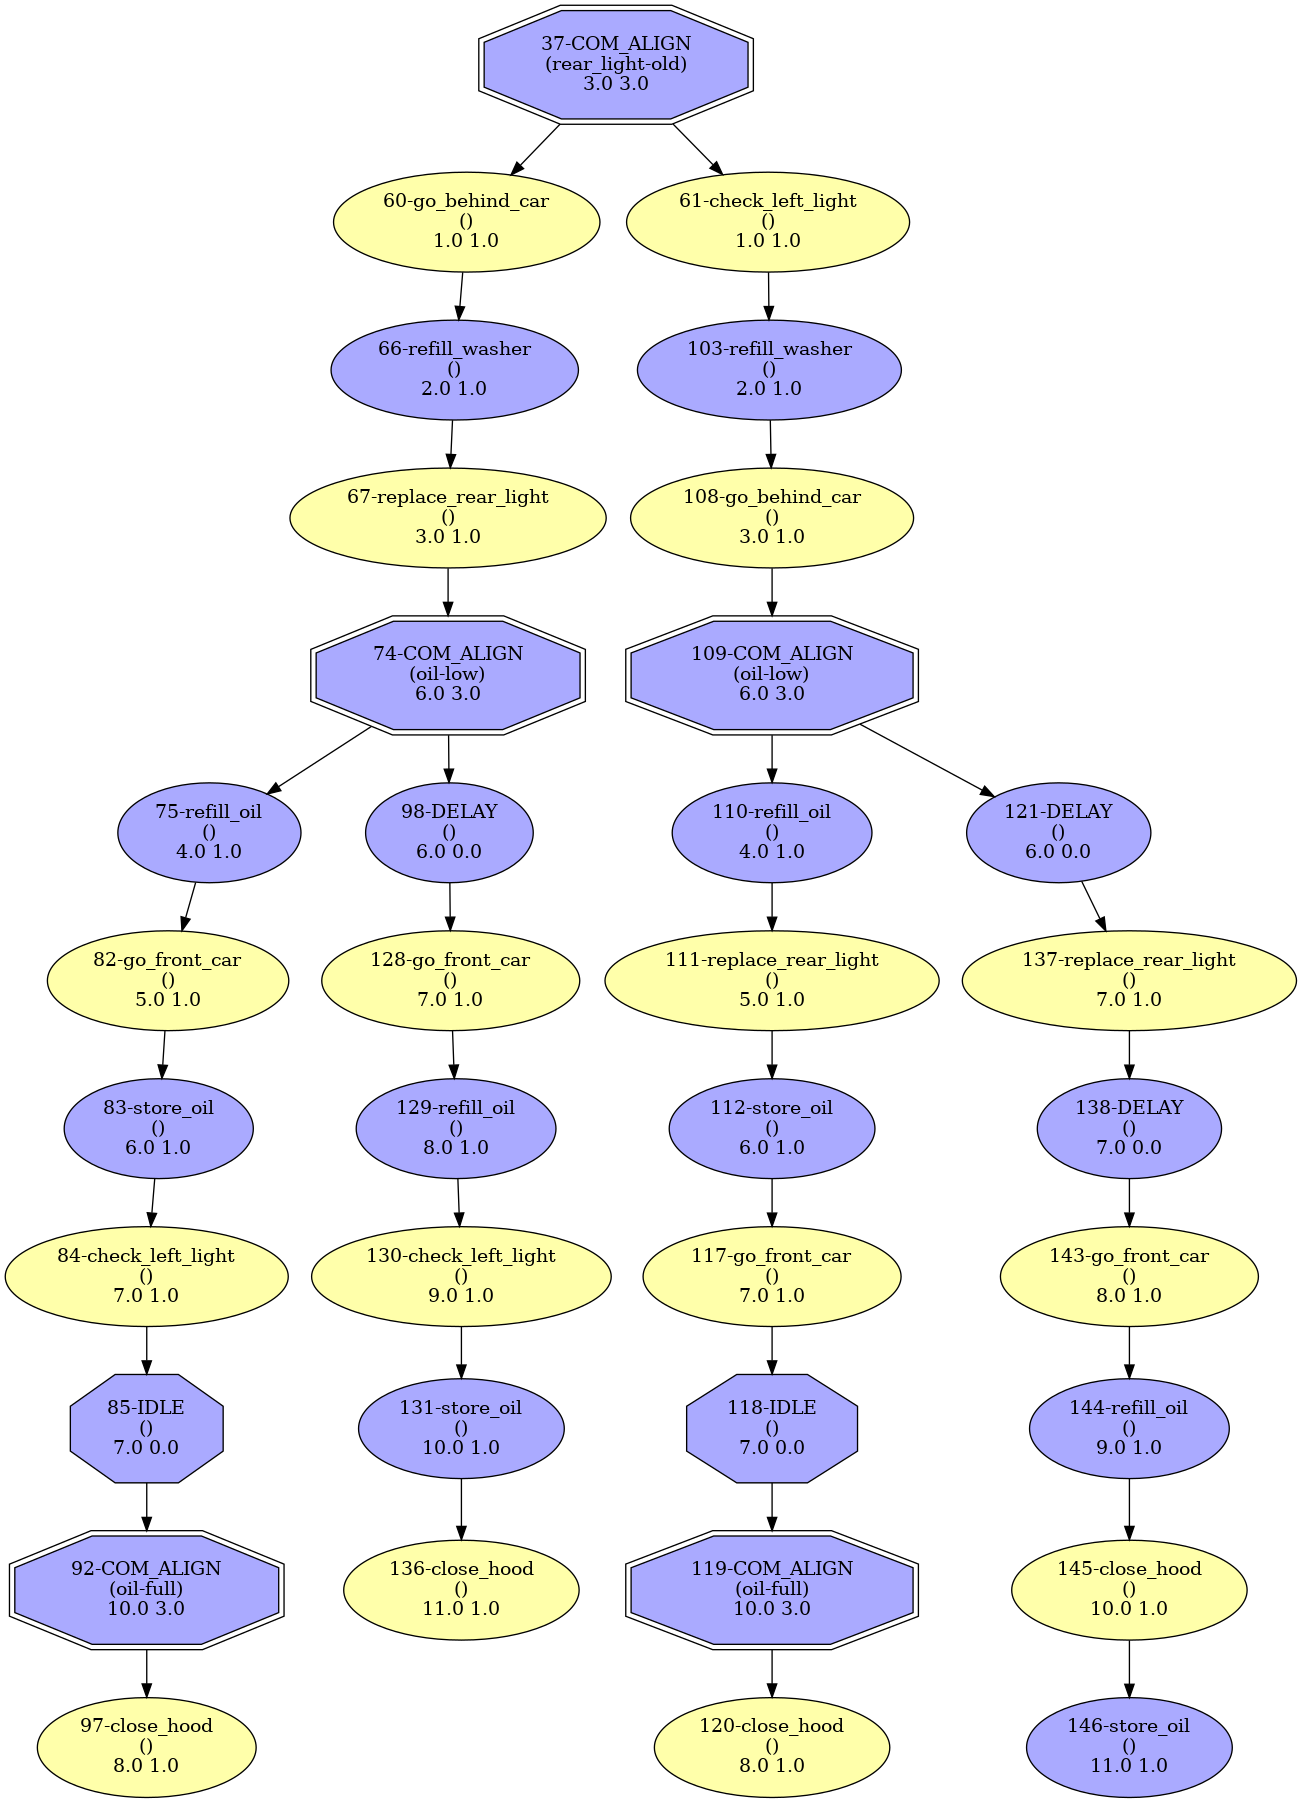 37-COM_ALIGN
(rear_light-old)
3.0 3.0
60-go_behind_car
()
1.0 1.0
61-check_left_light
()
1.0 1.0
66-refill_washer
()
2.0 1.0
103-refill_washer
()
2.0 1.0
67-replace_rear_light
()
3.0 1.0
108-go_behind_car
()
3.0 1.0
74-COM_ALIGN
(oil-low)
6.0 3.0
109-COM_ALIGN
(oil-low)
6.0 3.0
75-refill_oil
()
4.0 1.0
98-DELAY
()
6.0 0.0
110-refill_oil
()
4.0 1.0
121-DELAY
()
6.0 0.0
82-go_front_car
()
5.0 1.0
128-go_front_car
()
7.0 1.0
111-replace_rear_light
()
5.0 1.0
137-replace_rear_light
()
7.0 1.0
83-store_oil
()
6.0 1.0
129-refill_oil
()
8.0 1.0
112-store_oil
()
6.0 1.0
138-DELAY
()
7.0 0.0
84-check_left_light
()
7.0 1.0
130-check_left_light
()
9.0 1.0
117-go_front_car
()
7.0 1.0
143-go_front_car
()
8.0 1.0
85-IDLE
()
7.0 0.0
131-store_oil
()
10.0 1.0
118-IDLE
()
7.0 0.0
144-refill_oil
()
9.0 1.0
92-COM_ALIGN
(oil-full)
10.0 3.0
136-close_hood
()
11.0 1.0
119-COM_ALIGN
(oil-full)
10.0 3.0
145-close_hood
()
10.0 1.0
97-close_hood
()
8.0 1.0
120-close_hood
()
8.0 1.0
146-store_oil
()
11.0 1.0